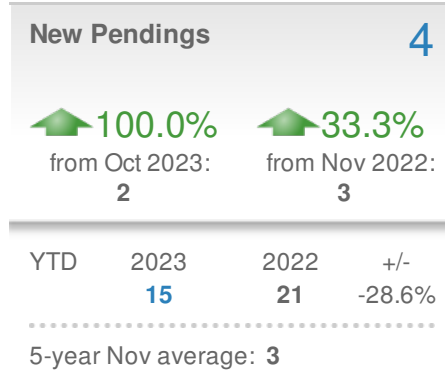 New Pendings 4
100.0% 33.3%
from Oct 2023: from Nov 2022:
2 3
YTD 2023 2022 +/-
15 21 -28.6%
5-year Nov average: 3